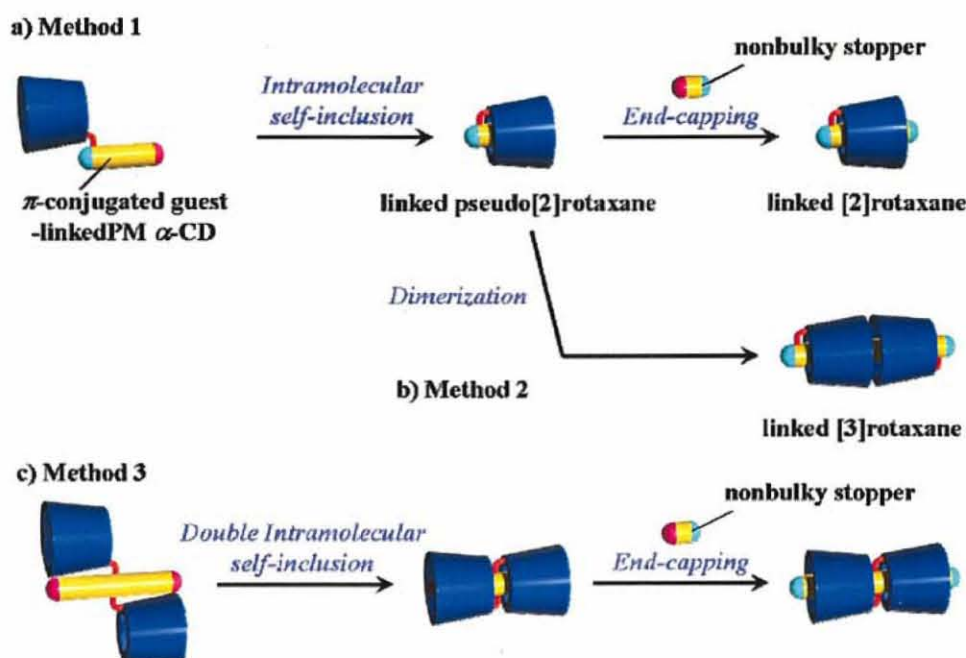 a) Method 1
nonbulky stopper
Intramolecular
self-inclusion
End-capping
π-conjugated guest
-linkedPM α-CD
linked pseudo[2]rotaxane
linked [2]rotaxane
Dimerization
b) Method 2
linked [3]rotaxane
c) Method 3
nonbulky stopper
Double Intramolecular
self-inclusion
End-capping